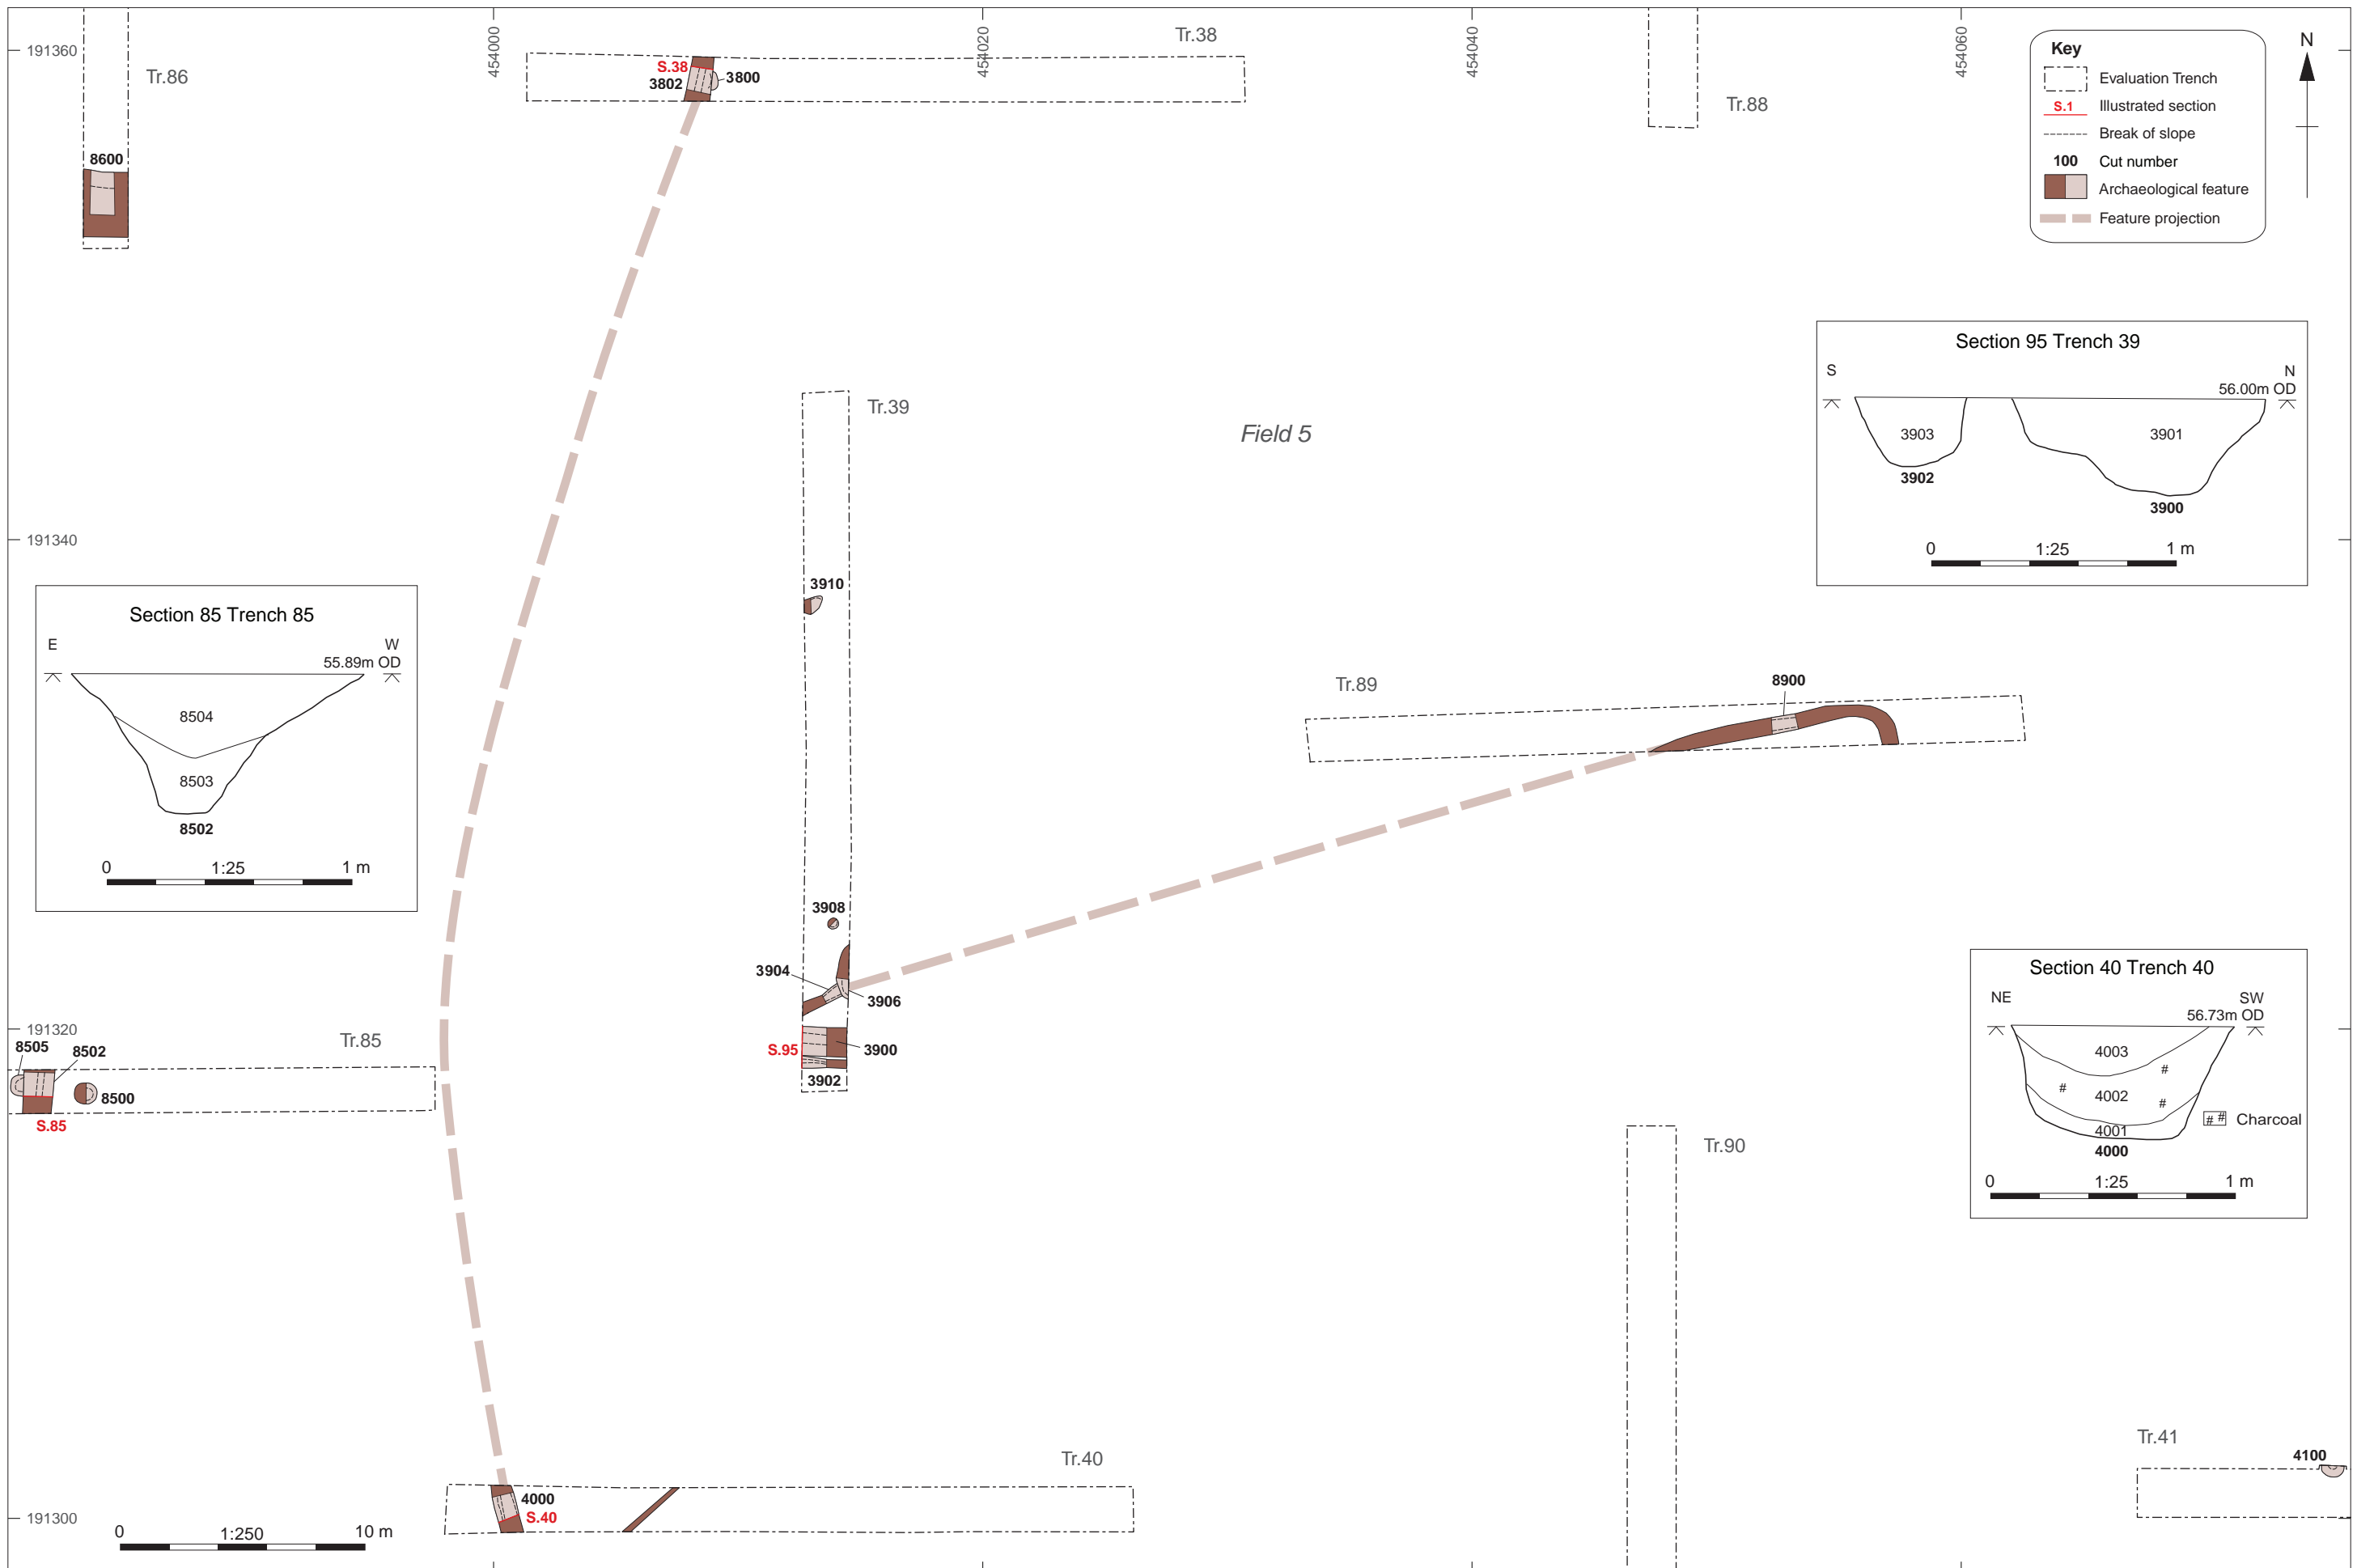 454000
454020
454040
454060
191360
191340
191320
191300
Tr.86
8600
Tr.38
S.38
3802
3800
Tr.88
Key
Evaluation Trench
S.1 Illustrated section
Break of slope
100 Cut number
Archaeological feature
Feature projection
N
Tr.39
Field 5
Section 95 Trench 39
S N
56.00m OD
3903 3901
3902
3900
0 1:25 1 m
3910
Section 85 Trench 85
E W
55.89m OD
8504
8503
8502
0 1:25 1 m
Tr.89
8900
3908
3904
3906
S.95
3900
3902
Section 40 Trench 40
NE SW
56.73m OD
4003
#
# 4002 #
4001
4000
# # Charcoal
0 1:25 1 m
Tr.85
8505
8502
8500
S.85
Tr.90
Tr.40
4000
S.40
Tr.41
4100
0 1:250 10 m